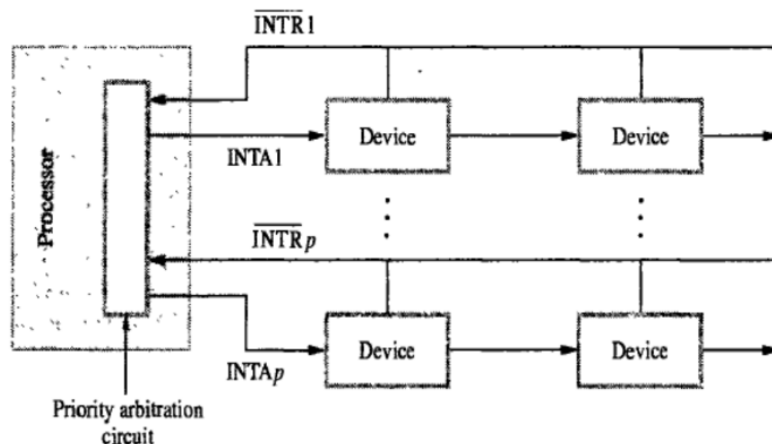 INTR1
Device
Device
INTA1
Processor
INTRp
Device
Device
INTAp
Priority arbitration
circuit